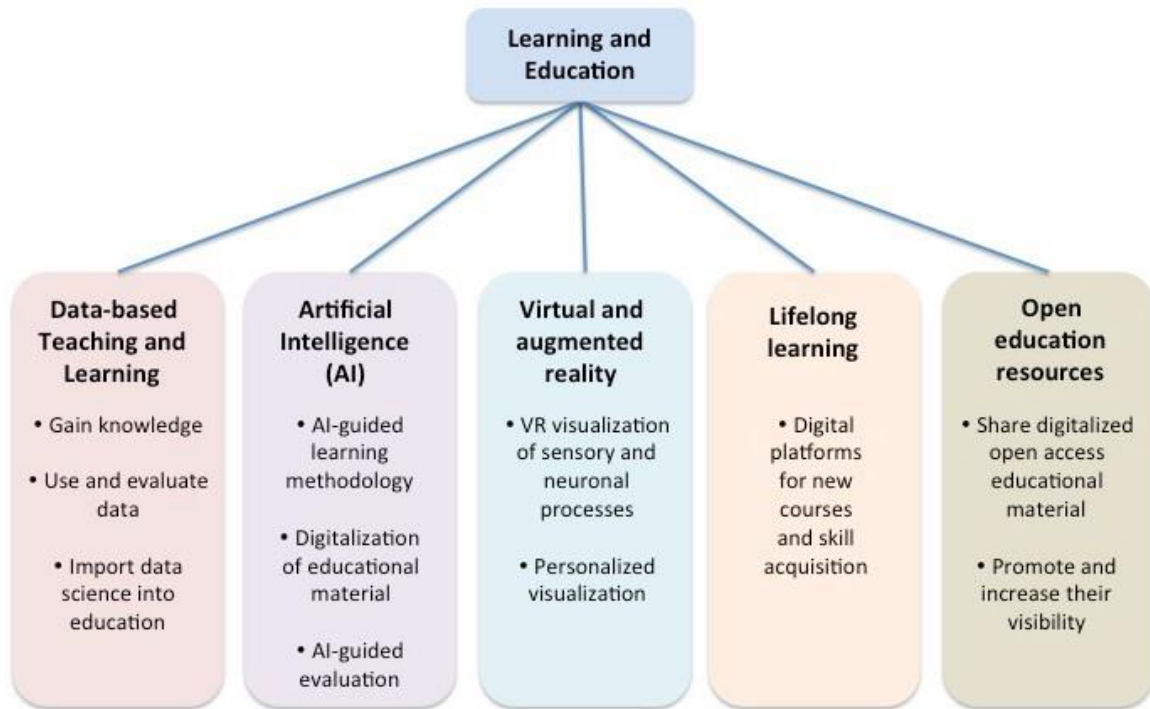 Learning and
Education
Data-based
Teaching and
Learning
• Gain knowledge
• Use and evaluate
data
• Import data
science into
education
Artificial
Intelligence
(AI)
• AI-guided
learning
methodology
• Digitalization
of educational
material
• AI-guided
evaluation
Virtual and
augmented
reality
• VR visualization
of sensory and
neuronal
processes
• Personalized
visualization
Lifelong
learning
• Digital
platforms
for new
courses
and skill
acquisition
Open
education
resources
• Share digitalized
open access
educational
material
• Promote and
increase their
visibility